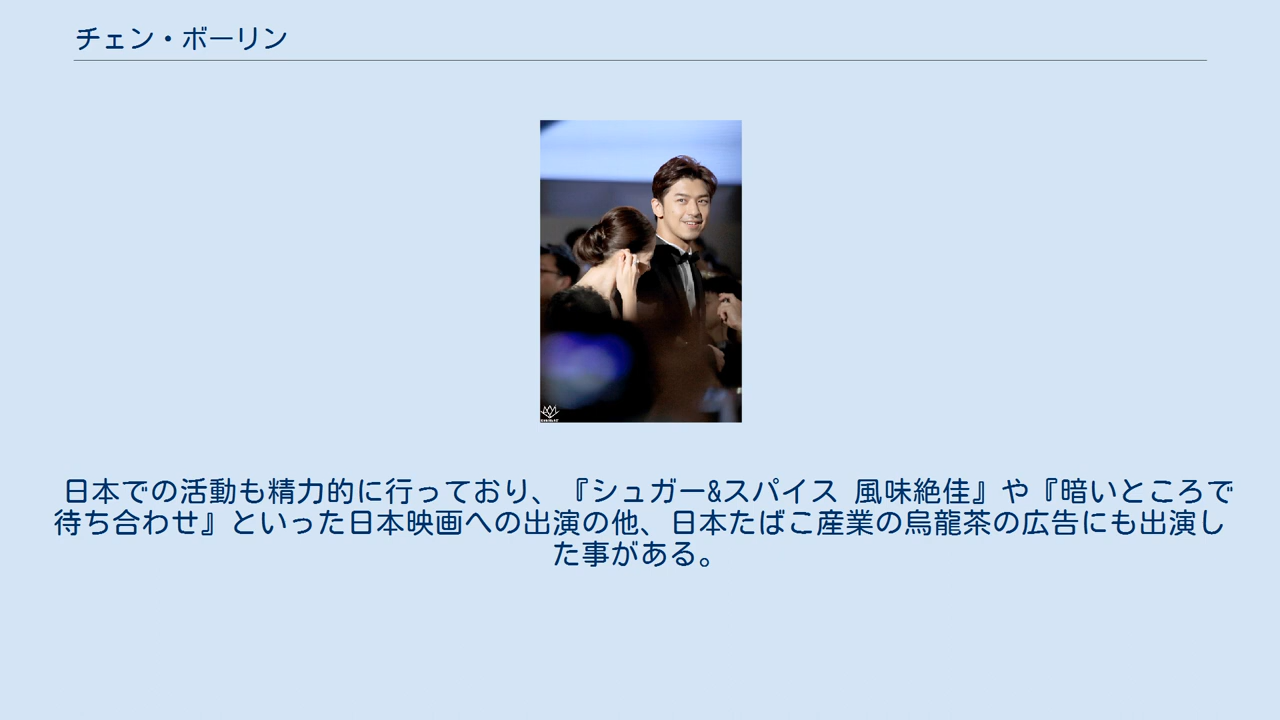 チェン・ボーリン
日本での活動も精力的に行っており、『シュガー&スパイス 風味絶佳』や『暗いところで
待ち合わせ』といった日本映画への出演の他、日本たばこ産業の烏龍茶の広告にも出演し
た事がある。